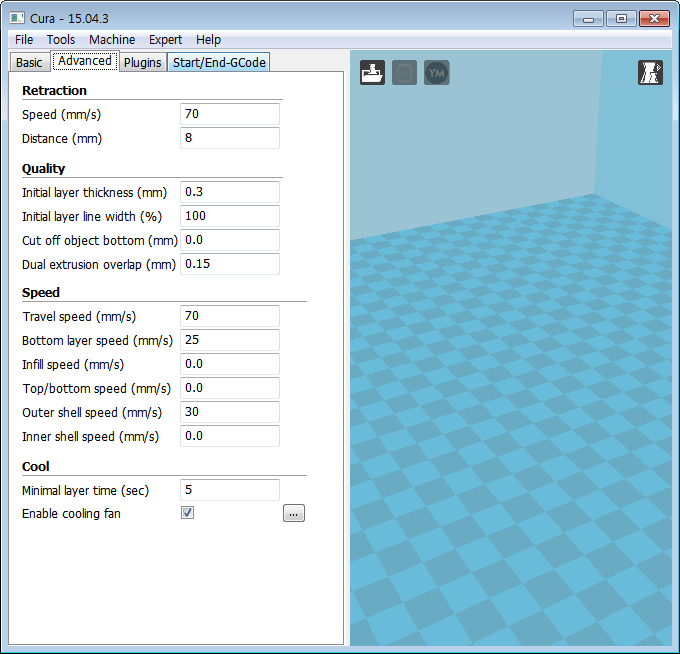 Cura - 15.04.3
File Tools Machine Expert Help
Basic Advanced Plugins Start/End-GCode
YM
Retraction
Speed (mm/s) 70
Distance (mm) 8
Quality
Initial layer thickness (mm) 0.3
Initial layer line width (%) 100
Cut off object bottom (mm) 0.0
Dual extrusion overlap (mm) 0.15
Speed
Travel speed (mm/s) 70
Bottom layer speed (mm/s) 25
Infill speed (mm/s) 0.0
Top/bottom speed (mm/s) 0.0
Outer shell speed (mm/s) 30
Inner shell speed (mm/s) 0.0
Cool
Minimal layer time (sec) 5
Enable cooling fan ...